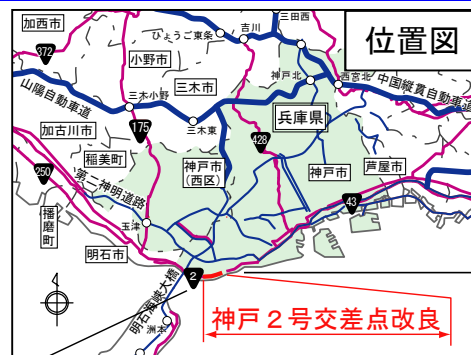 位置図
加西市
372
ひょうご東条
吉川
三田西
小野市
神戸北
西宮北
中国縦貫自動車道
山陽自動車道
三木小野
三木市
兵庫県
加古川市
175
三木東
428
稲美町
神戸市
(西区)
神戸市
芦屋市
250
第二神明道路
43
播磨町
玉津
明石市
2
明石海峡大橋
神戸2号交差点改良
洲本